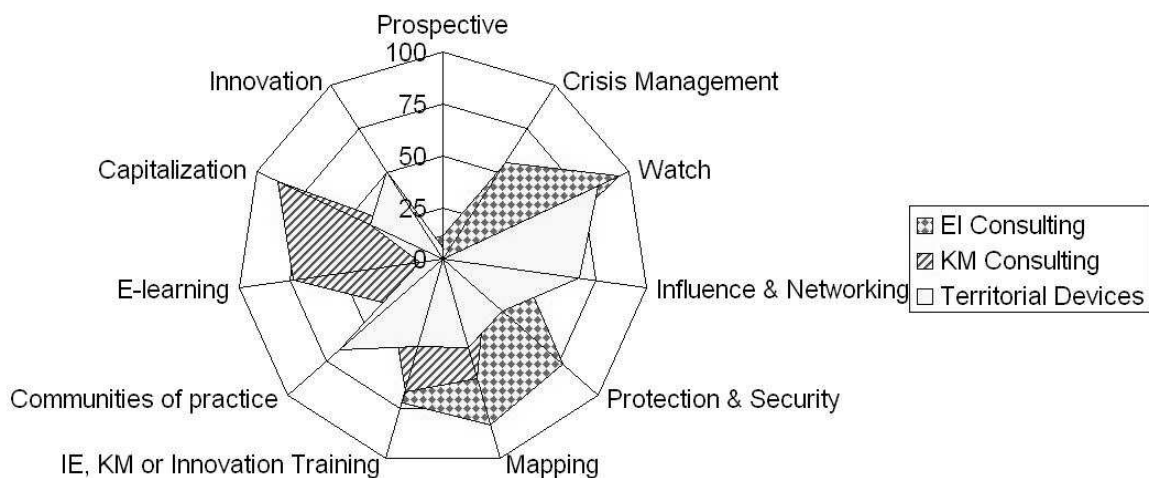 Prospective
100
Innovation
Crisis Management
75
Capitalization
50
Watch
25
EI Consulting
0
KM Consulting
E-learning
Influence & Networking
Territorial Devices
Communities of practice
Protection & Security
IE, KM or Innovation Training
Mapping